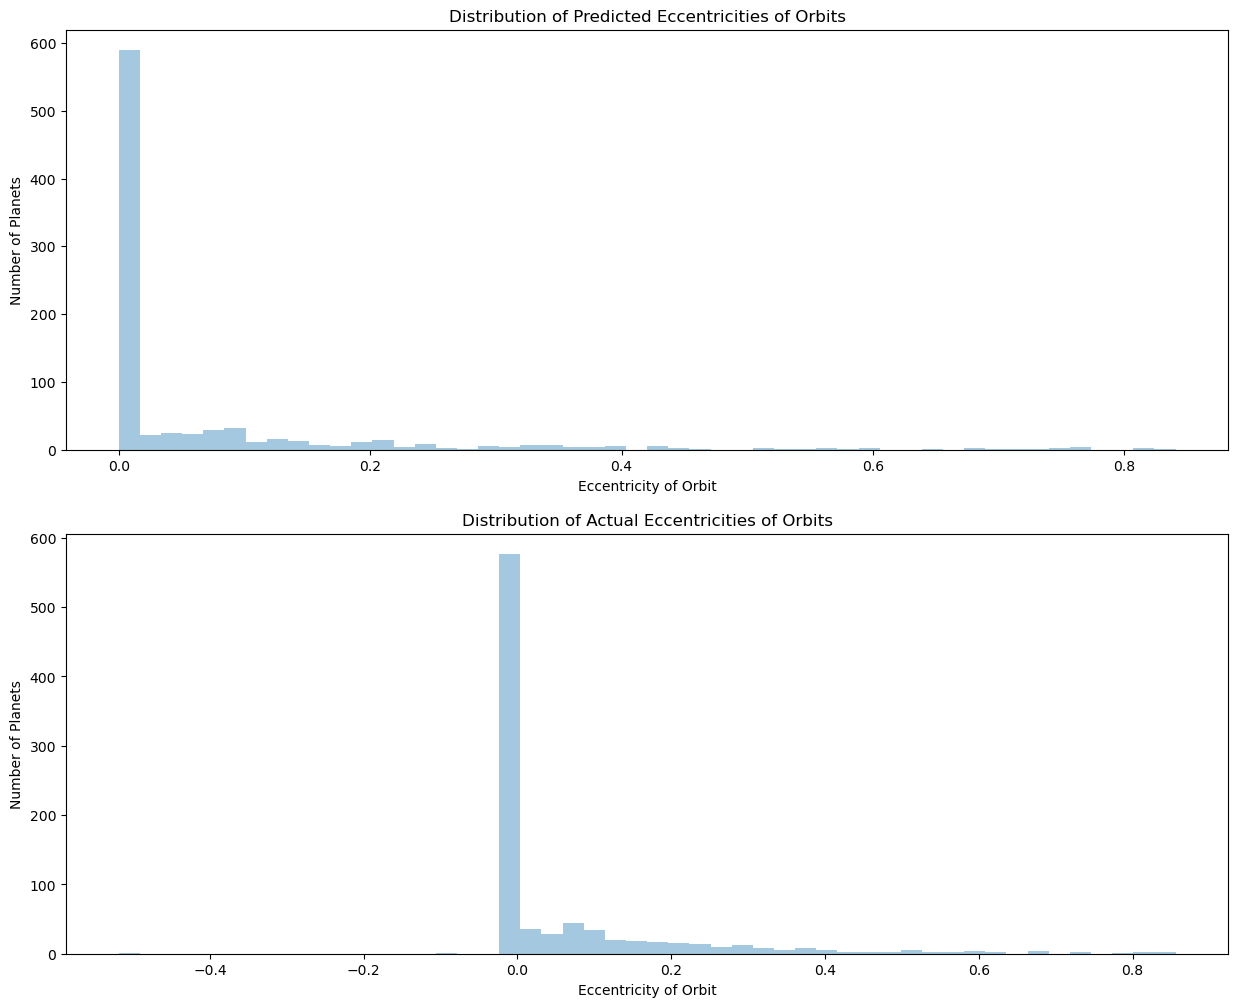 Distribution of Predicted Eccentricities of Orbits
600
500
400
300
200
100
0
Number of Planets
0.0 0.2 0.4 0.6 0.8
Eccentricity of Orbit
Distribution of Actual Eccentricities of Orbits
600
500
400
300
200
100
0
Number of Planets
−0.4 −0.2 0.0 0.2 0.4 0.6 0.8
Eccentricity of Orbit